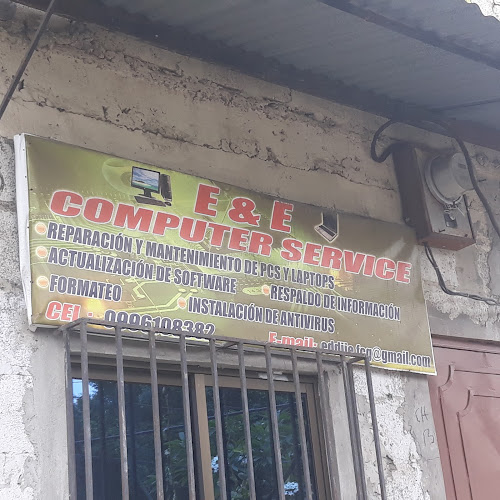 E & E
COMPUTER SERVICE
REPARACIÓN Y MANTENIMIENTO DE PCS Y LAPTOPS
ACTUALIZACIÓN DE SOFTWARE
RESPALDO DE INFORMACIÓN
FORMATEO
INSTALACIÓN DE ANTIVIRUS
CEL.: 0996108382
E-mail: